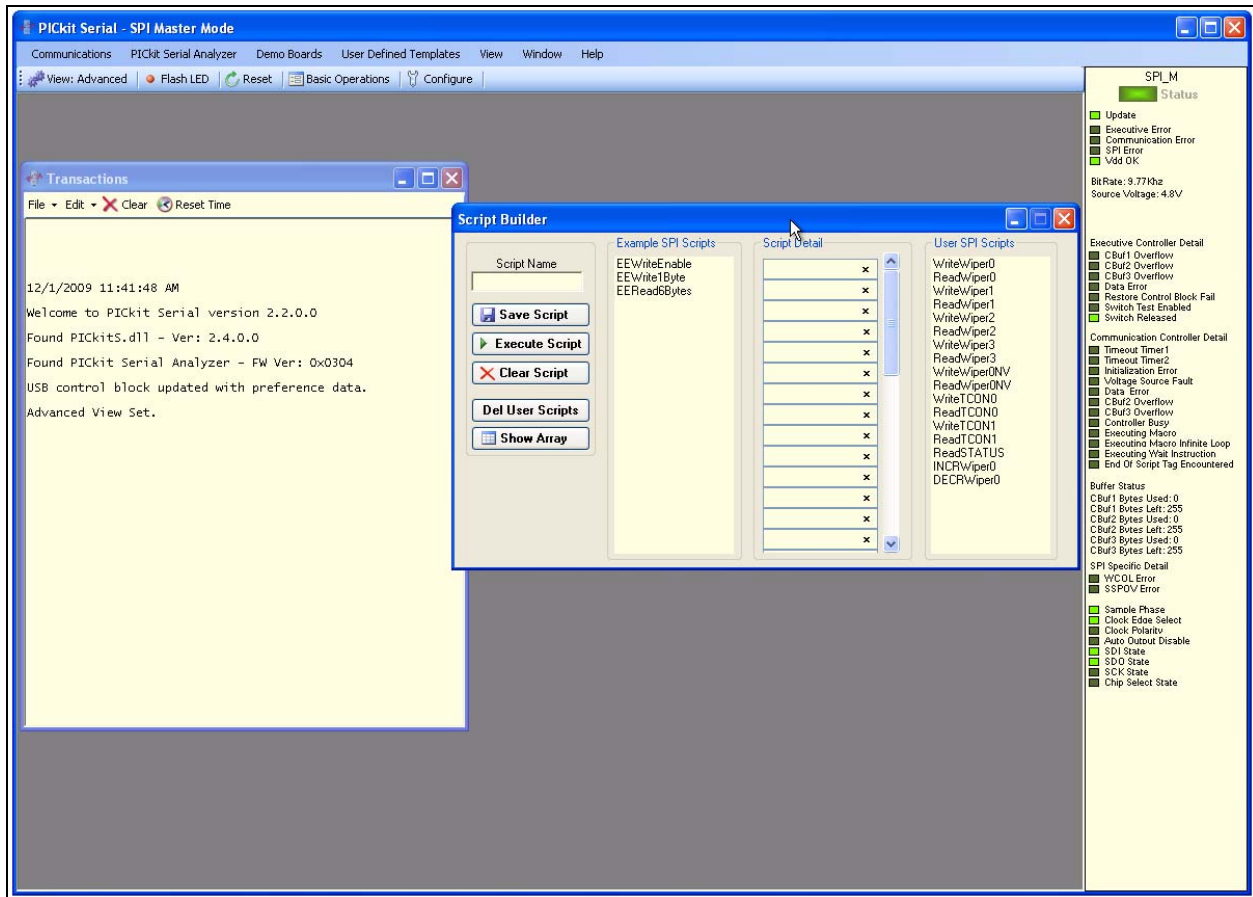 PICkit Serial - SPI Master Mode
Communications PICkit Serial Analyzer Demo Boards User Defined Templates View Window Help
View: Advanced Flash LED Reset Basic Operations Configure
Transactions
File Edit Clear Reset Time
12/1/2009 11:41:48 AM
Welcome to PICkit Serial version 2.2.0.0
Found PICkitS.dll - Ver: 2.4.0.0
Found PICkit Serial Analyzer - FW Ver: 0x0304
USB control block updated with preference data.
Advanced View Set.
Script Builder
Script Name
Save Script
Execute Script
Clear Script
Del User Scripts
Show Array
Example SPI Scripts
EEWriteEnable
EEWrite1Byte
EERead6Bytes
Script Detail
User SPI Scripts
WriteWiper0
ReadWiper0
WriteWiper1
ReadWiper1
WriteWiper2
ReadWiper2
WriteWiper3
ReadWiper3
WriteWiper0NV
ReadWiper0NV
WriteTCON0
ReadTCON0
WriteTCON1
ReadTCON1
ReadSTATUS
INCRWiper0
DECRWiper0
SPI_M
Status
Update
Executive Error
Communication Error
SPI Error
Vdd OK
BitRate: 9.77Khz
Source Voltage: 4.8V
Executive Controller Detail
CBuf1 Overflow
CBuf2 Overflow
CBuf3 Overflow
Data Error
Restore Control Block Fail
Switch Test Enabled
Switch Released
Communication Controller Detail
Timeout Timer1
Timeout Timer2
Initialization Error
Voltage Source Fault
Data Error
CBuf2 Overflow
CBuf3 Overflow
Controller Busy
Executing Macro
Executing Macro Infinite Loop
Executing Wait Instruction
End Of Script Tag Encountered
Buffer Status
CBuf1 Bytes Used: 0
CBuf1 Bytes Left: 255
CBuf2 Bytes Used: 0
CBuf2 Bytes Left: 255
CBuf3 Bytes Used: 0
CBuf3 Bytes Left: 255
SPI Specific Detail
WCOL Error
SSPOV Error
Sample Phase
Clock Edge Select
Clock Polarity
Auto Output Disable
SDI State
SDO State
SCK State
Chip Select State